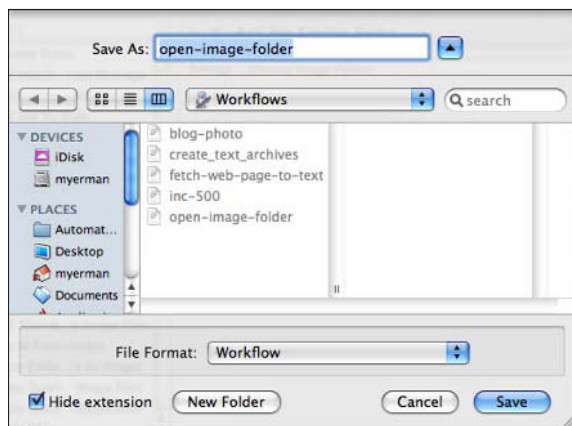 Save As: open-image-folder
Workflows
search
DEVICES
iDisk
myerman
PLACES
Automat...
Desktop
myerman
Documents
blog-photo
create_text_archives
fetch-web-page-to-text
inc-500
open-image-folder
File Format: Workflow
Hide extension
New Folder
Cancel
Save